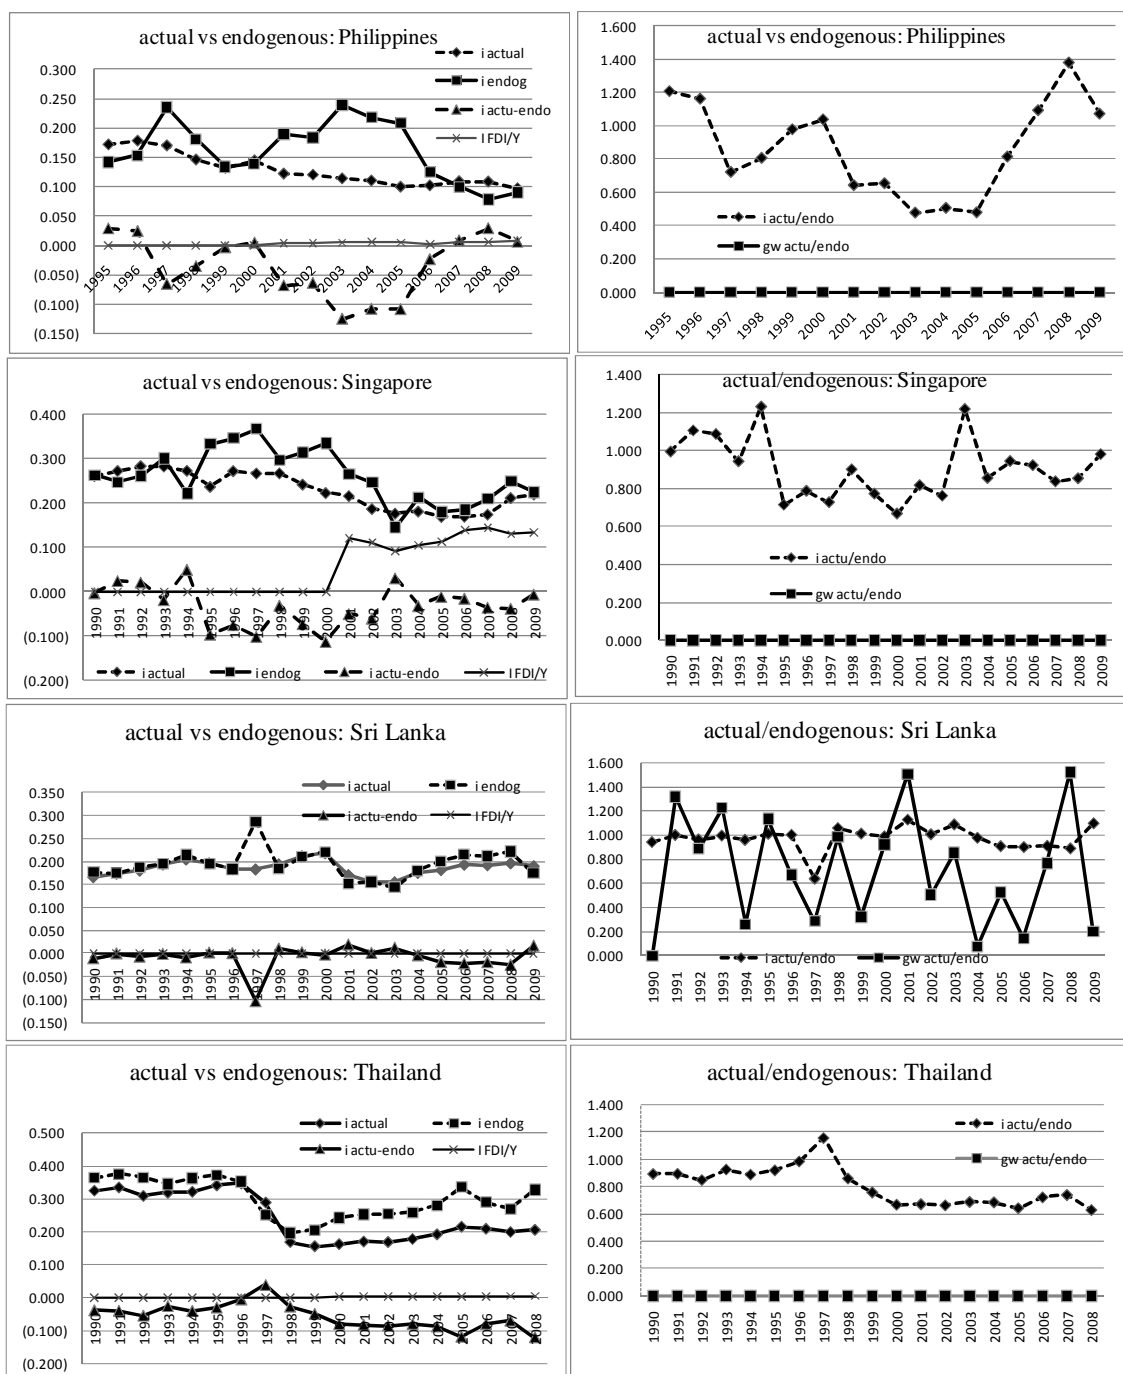 actual vs endogenous: Philippines
i actual
i endog
i actu-endo
I FDI/Y
0.300
0.250
0.200
0.150
0.100
0.050
0.000
(0.050)
(0.100)
(0.150)
1995 1996 1997 1998 1999 2000 2001 2002 2003 2004 2005 2006 2007 2008 2009
actual vs endogenous: Philippines
1.600
1.400
1.200
1.000
0.800
0.600
0.400
0.200
0.000
i actu/endo
gw actu/endo
1995 1996 1997 1998 1999 2000 2001 2002 2003 2004 2005 2006 2007 2008 2009
actual vs endogenous: Singapore
0.400
0.300
0.200
0.100
0.000
(0.100)
(0.200)
1990 1991 1992 1993 1994 1995 1996 1997 1998 1999 2000 2001 2002 2003 2004 2005 2006 2007 2008 2009
i actual i endog i actu-endo I FDI/Y
actual/endogenous: Singapore
1.400
1.200
1.000
0.800
0.600
0.400
0.200
0.000
i actu/endo
gw actu/endo
1990 1991 1992 1993 1994 1995 1996 1997 1998 1999 2000 2001 2002 2003 2004 2005 2006 2007 2008 2009
actual vs endogenous: Sri Lanka
i actual i endog
i actu-endo I FDI/Y
0.350
0.300
0.250
0.200
0.150
0.100
0.050
0.000
(0.050)
(0.100)
(0.150)
1990 1991 1992 1993 1994 1995 1996 1997 1998 1999 2000 2001 2002 2003 2004 2005 2006 2007 2008 2009
actual/endogenous: Sri Lanka
1.600
1.400
1.200
1.000
0.800
0.600
0.400
0.200
0.000
i actu/endo gw actu/endo
1990 1991 1992 1993 1994 1995 1996 1997 1998 1999 2000 2001 2002 2003 2004 2005 2006 2007 2008 2009
actual vs endogenous: Thailand
i actual i endog
i actu-endo I FDI/Y
0.500
0.400
0.300
0.200
0.100
0.000
(0.100)
(0.200)
1990 1991 1992 1993 1994 1995 1996 1997 1998 1999 2000 2001 2002 2003 2004 2005 2006 2007 2008
actual/endogenous: Thailand
1.400
1.200
1.000
0.800
0.600
0.400
0.200
0.000
i actu/endo
gw actu/endo
1990 1991 1992 1993 1994 1995 1996 1997 1998 1999 2000 2001 2002 2003 2004 2005 2006 2007 2008